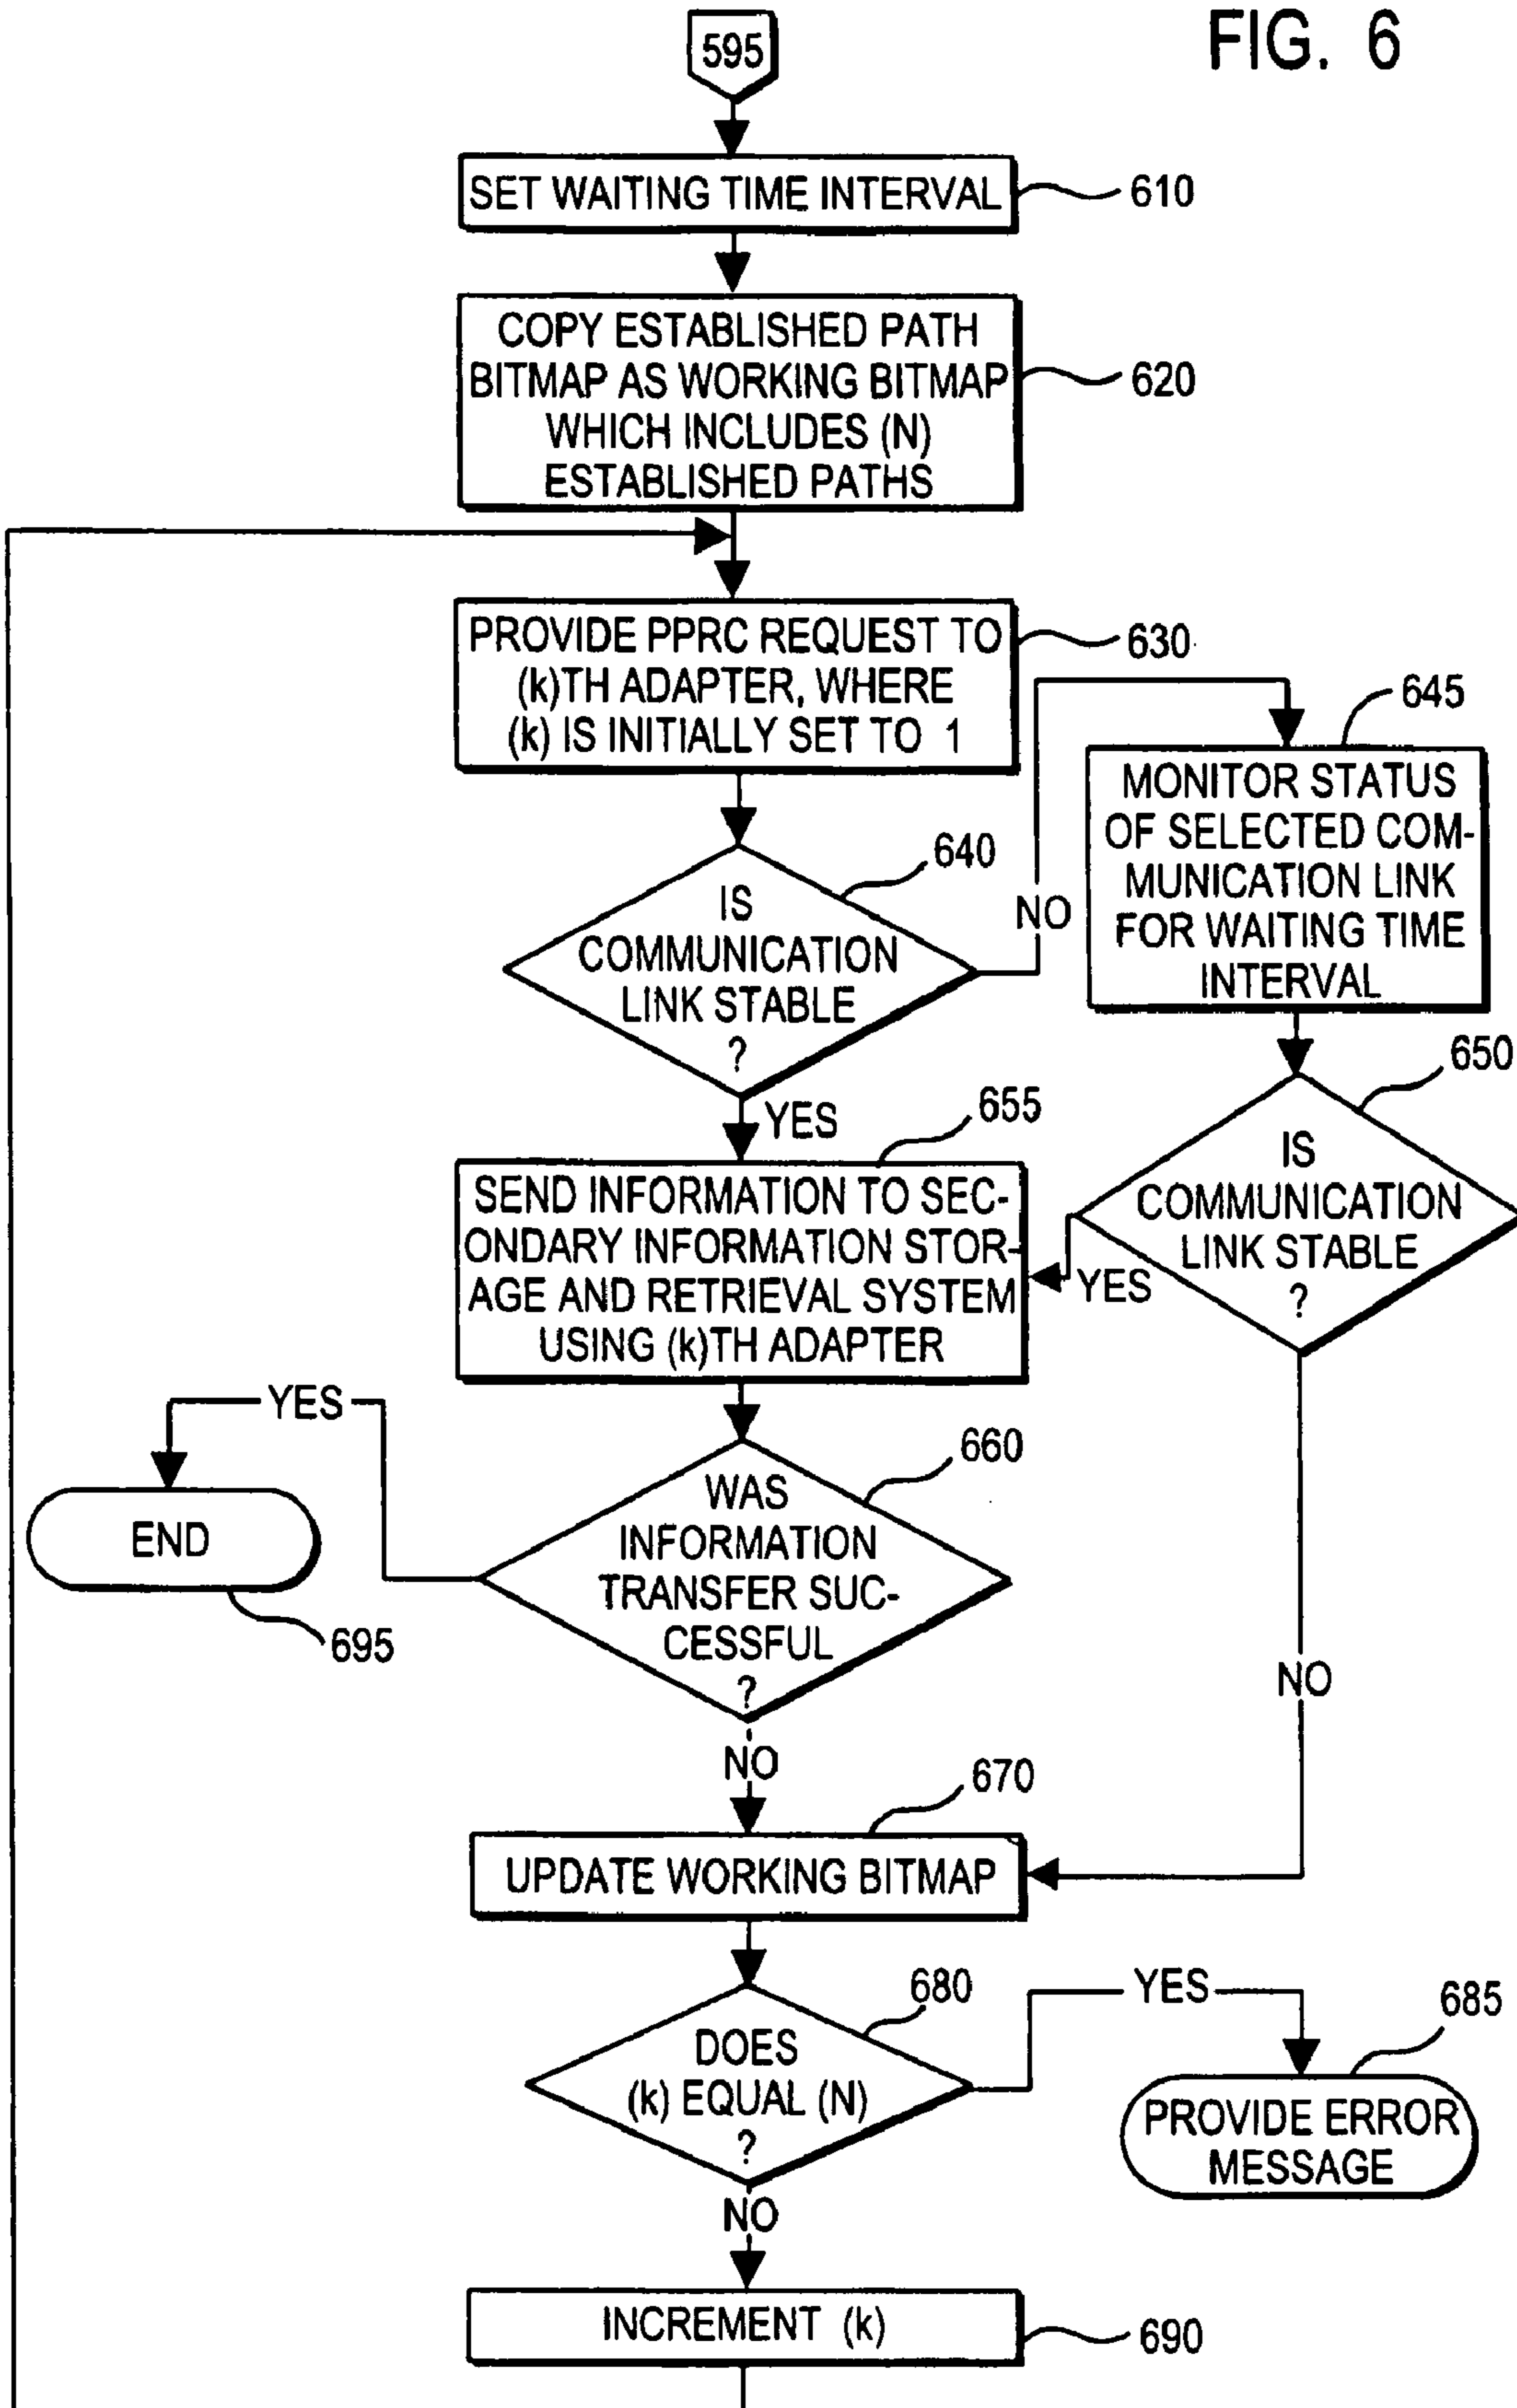 FIG. 6
595
SET WAITING TIME INTERVAL
610
COPY ESTABLISHED PATH
BITMAP AS WORKING BITMAP
WHICH INCLUDES (N)
ESTABLISHED PATHS
620
PROVIDE PPRC REQUEST TO
(k)TH ADAPTER, WHERE
(k) IS INITIALLY SET TO 1
630
645
MONITOR STATUS
OF SELECTED COM-
MUNICATION LINK
FOR WAITING TIME
INTERVAL
640
IS
COMMUNICATION
LINK STABLE
?
NO
YES
650
IS
COMMUNICATION
LINK STABLE
?
YES
655
SEND INFORMATION TO SEC-
ONDARY INFORMATION STOR-
AGE AND RETRIEVAL SYSTEM
USING (k)TH ADAPTER
YES
660
WAS
INFORMATION
TRANSFER SUC-
CESSFUL
?
END
695
NO
NO
670
UPDATE WORKING BITMAP
680
DOES
(k) EQUAL (N)
?
YES
685
PROVIDE ERROR
MESSAGE
NO
INCREMENT (k)
690